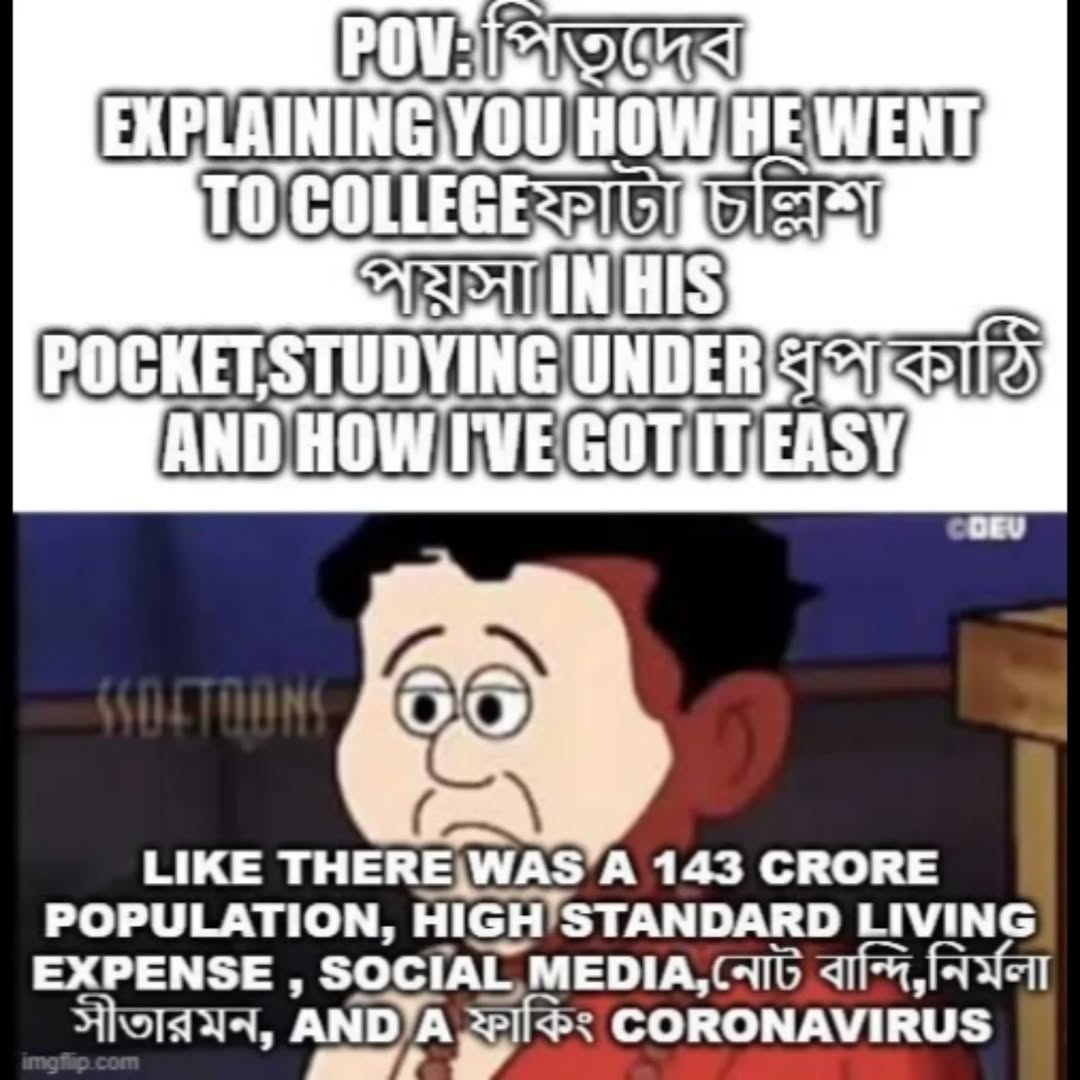 POV: পিতৃদেব
EXPLAINING YOU HOW HE WENT
TO COLLEGEফাটা চল্লিশ
পয়সা IN HIS
POCKET,STUDYING UNDER ধূপ কাঠি
AND HOW I'VE GOT IT EASY
©DEV
SSOFTOONS
LIKE THERE WAS A 143 CRORE
POPULATION, HIGH STANDARD LIVING
EXPENSE , SOCIAL MEDIA,নোট বান্দি,নির্মলা
সীতারমন, AND A ফাকিং CORONAVIRUS
imgflip.com